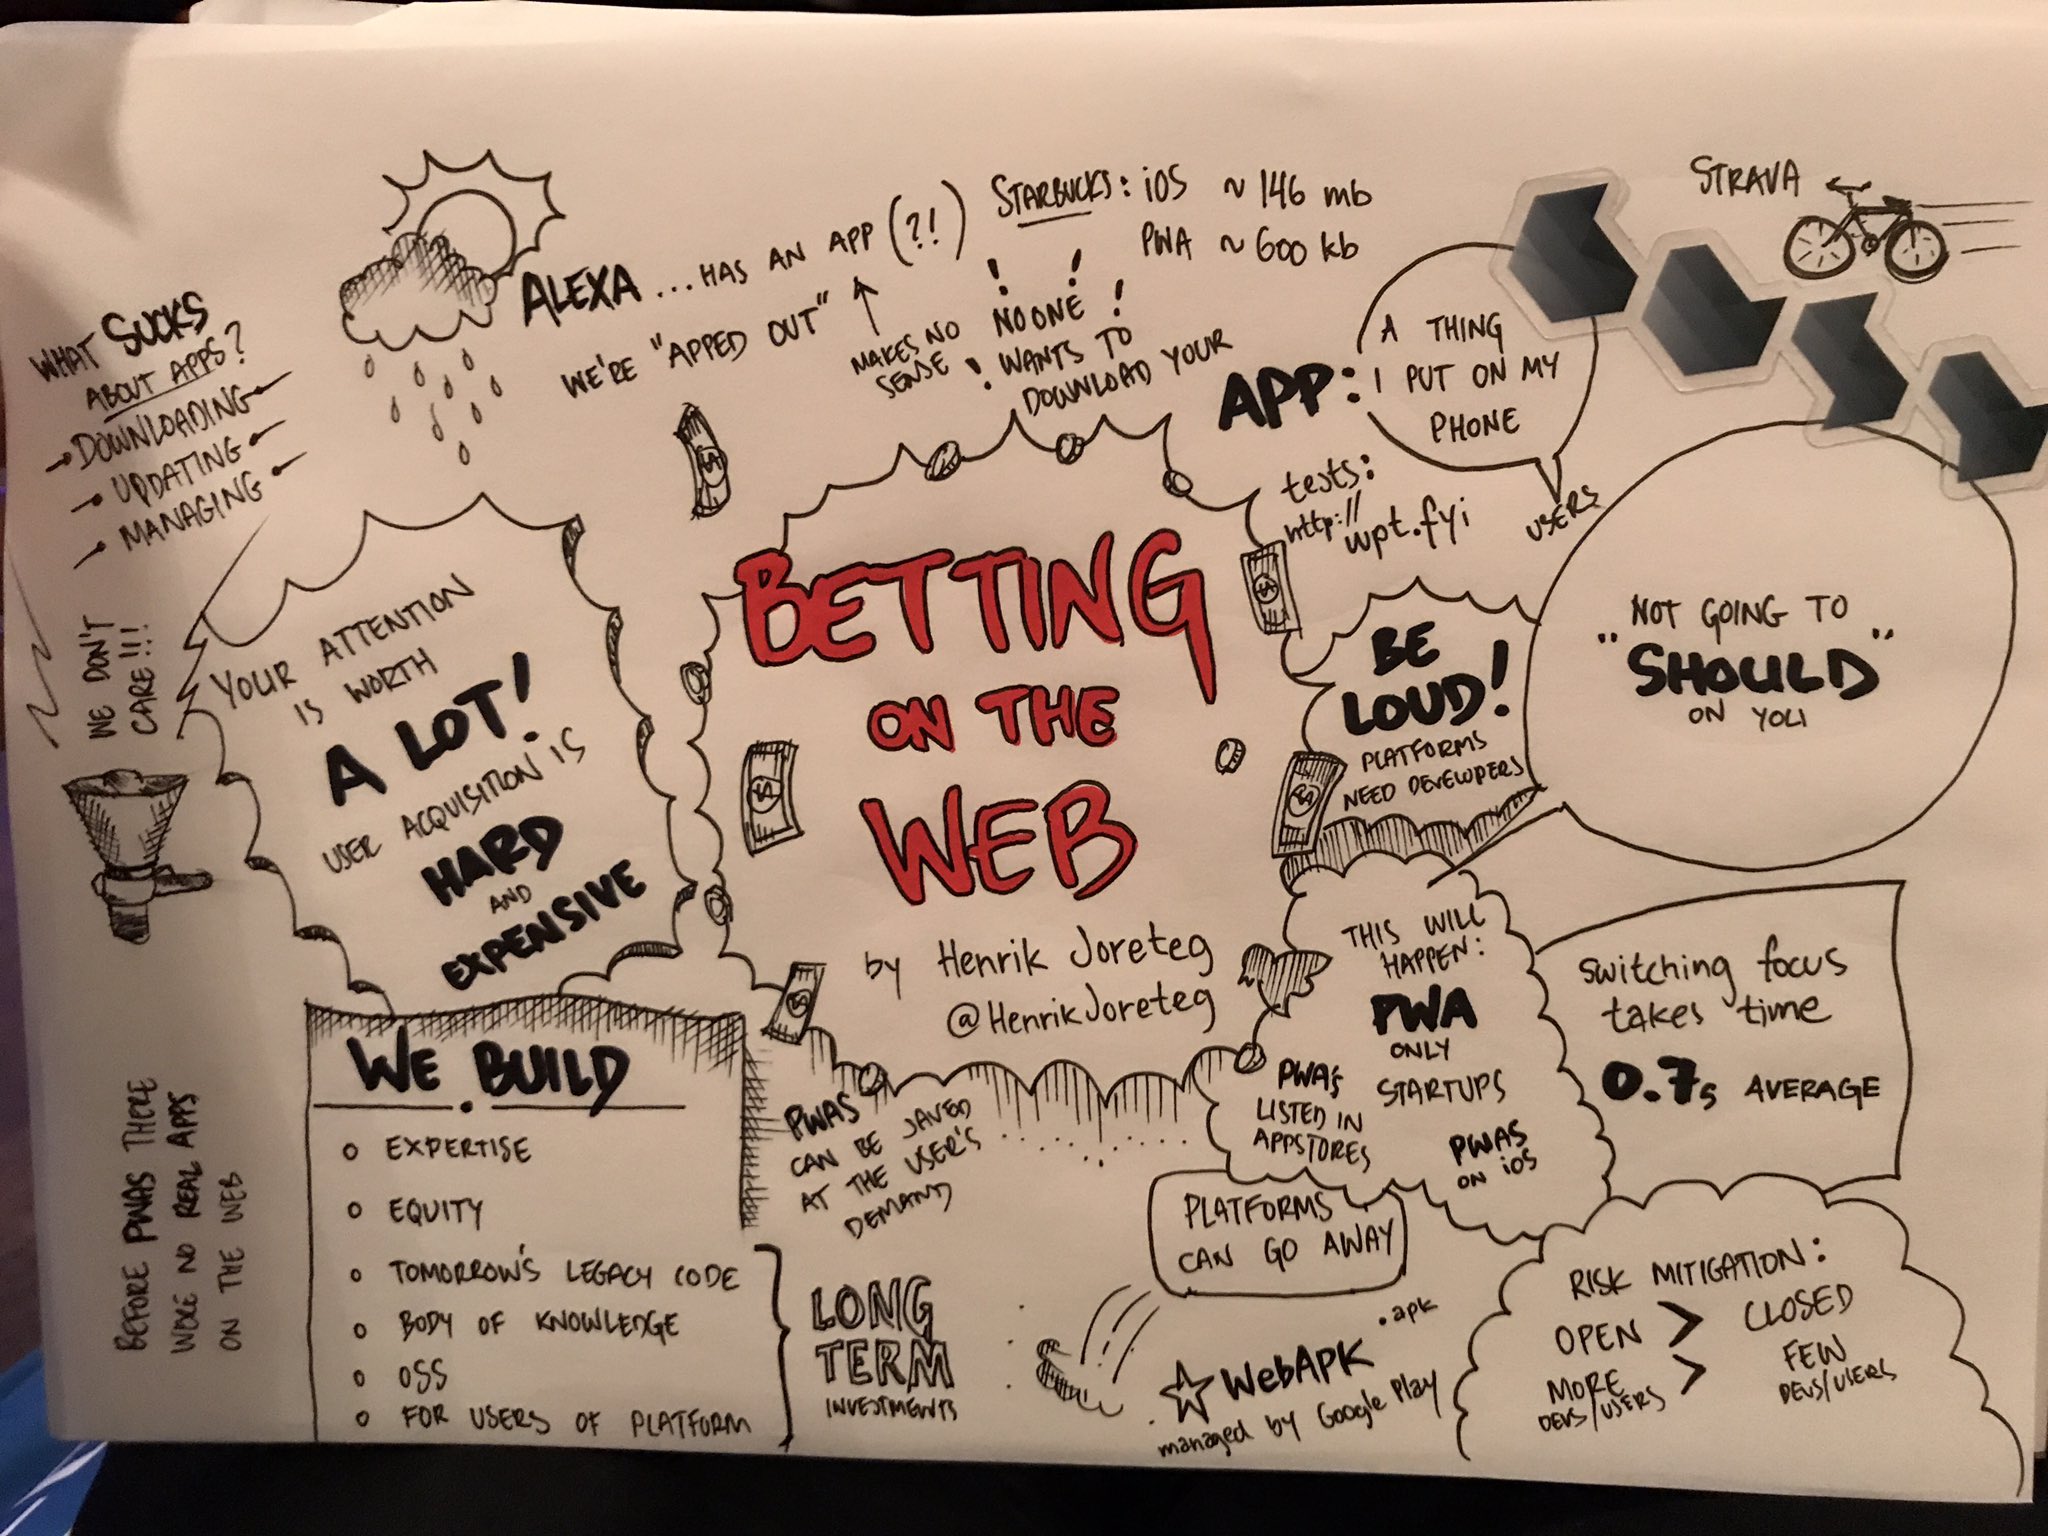 WHAT SUCKS
ABOUT APPS?
DOWNLOADING
UPDATING
MANAGING
WE DON'T
CARE!!!
ALEXA ... HAS AN APP (?!)
WE'RE "APPED OUT"
MAKES NO
SENSE
STARBUCKS: iOS ~ 146 mb
PWA ~ 600 kb
NO ONE
WANTS TO
DOWNLOAD YOUR
APP:
A THING
I PUT ON MY
PHONE
USERS
STRAVA
tests:
http://
wpt.fyi
YOUR ATTENTION
IS WORTH
A LOT!
USER ACQUISITION IS
HARD
AND
EXPENSIVE
BETTING
ON THE
WEB
by Henrik Joreteg
@HenrikJoreteg
BE
LOUD!
PLATFORMS
NEED DEVELOPERS
NOT GOING TO
"SHOULD"
ON YOU
THIS WILL
HAPPEN:
PWA
ONLY
STARTUPS
PWA's
LISTED IN
APPSTORES
PWAS
ON iOS
switching focus
takes time
0.7s AVERAGE
BEFORE PWAS THERE
WERE NO REAL APPS
ON THE WEB
WE BUILD
EXPERTISE
EQUITY
TOMORROW'S LEGACY CODE
BODY OF KNOWLEDGE
OSS
FOR USERS OF PLATFORM
LONG
TERM
INVESTMENTS
PWAS
CAN BE SAVED
AT THE USER'S
DEMAND
PLATFORMS
CAN GO AWAY
.apk
WebAPK
managed by Google Play
RISK MITIGATION:
OPEN > CLOSED
MORE > FEW
DEVS/USERS DEVS/USERS